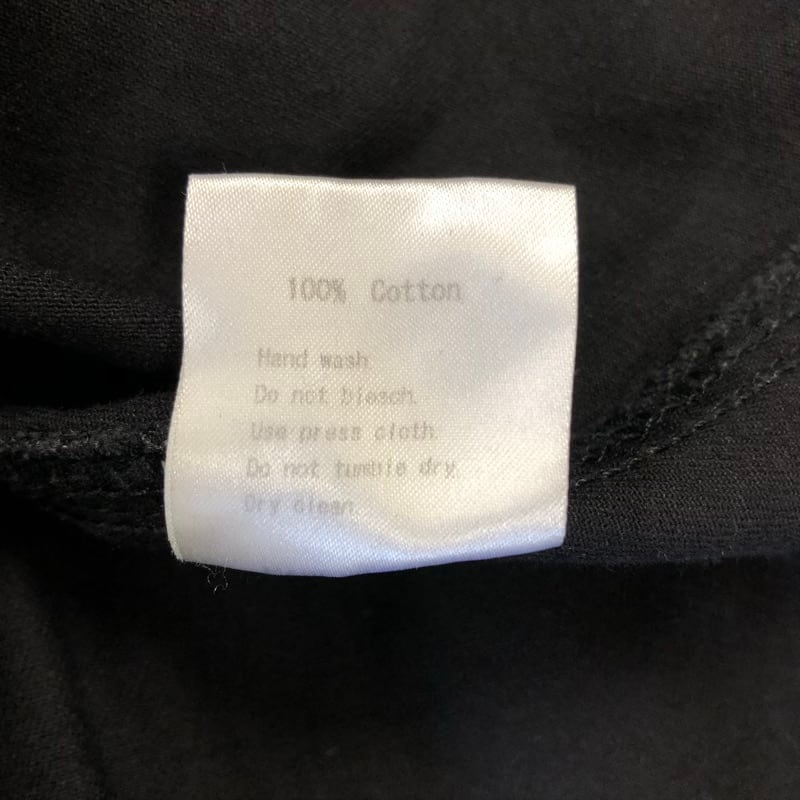 100% Cotton
Hand wash
Do not bleach.
Use press cloth.
Do not tumble dry.
Dry clean